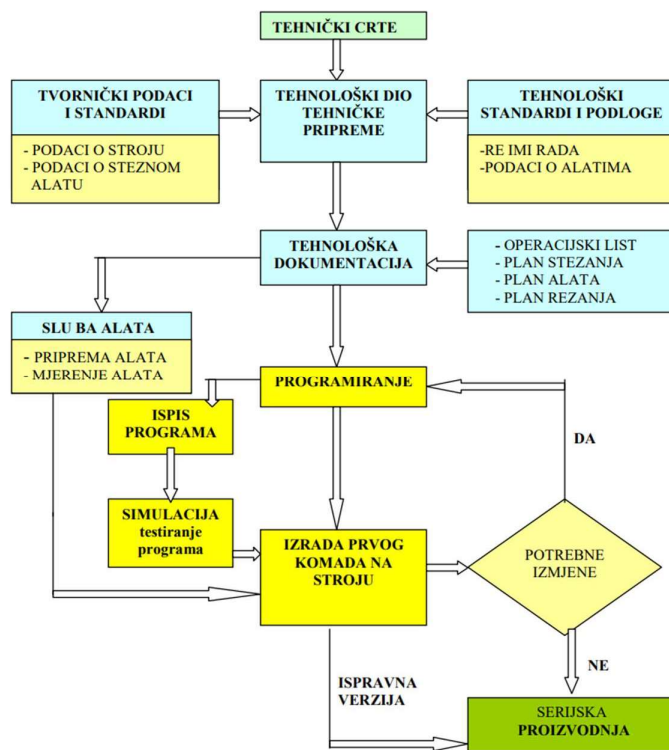 TEHNIČKI CRTE
TVORNIČKI PODACI
I STANDARDI
- PODACI O STROJU
- PODACI O STEZNOM
ALATU
TEHNOLOŠKI DIO
TEHNIČKE
PRIPREME
TEHNOLOŠKI
STANDARDI I PODLOGE
-RE IMI RADA
-PODACI O ALATIMA
TEHNOLOŠKA
DOKUMENTACIJA
- OPERACIJSKI LIST
- PLAN STEZANJA
- PLAN ALATA
- PLAN REZANJA
SLU BA ALATA
- PRIPREMA ALATA
- MJERENJE ALATA
PROGRAMIRANJE
ISPIS
PROGRAMA
DA
SIMULACIJA
testiranje
programa
IZRADA PRVOG
KOMADA NA
STROJU
POTREBNE
IZMJENE
ISPRAVNA
VERZIJA
NE
SERIJSKA
PROIZVODNJA